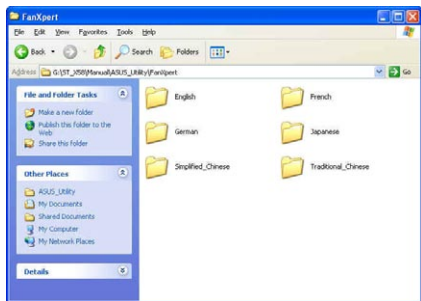 FanXpert
File Edit View Favorites Tools Help
Back Search Folders
Address G:\ST_X58\Manual\ASUS_Utility\FanXpert Go
File and Folder Tasks
Make a new folder
Publish this folder to the Web
Share this folder
Other Places
ASUS_Utility
My Documents
Shared Documents
My Computer
My Network Places
Details
English French
German Japanese
Simplified_Chinese Traditional_Chinese